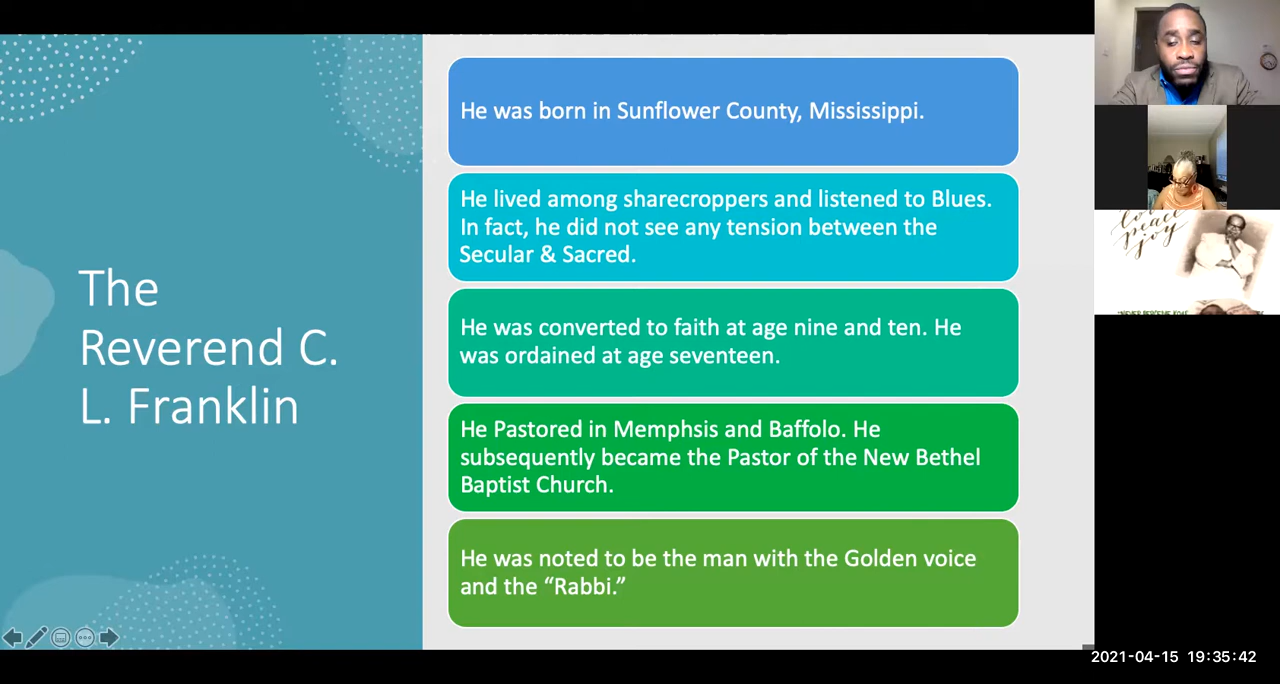 The
Reverend C.
L. Franklin
He was born in Sunflower County, Mississippi.
He lived among sharecroppers and listened to Blues.
In fact, he did not see any tension between the
Secular & Sacred.
He was converted to faith at age nine and ten. He
was ordained at age seventeen.
He Pastored in Memphsis and Baffolo. He
subsequently became the Pastor of the New Bethel
Baptist Church.
He was noted to be the man with the Golden voice
and the “Rabbi.”
love
peace
joy
2021-04-15 19:35:42